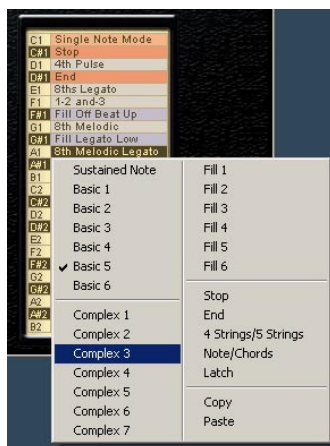 C1 Single Note Mode
C#1 Stop
D1 4th Pulse
D#1 End
E1 8ths Legato
F1 1-2 and-3
F#1 Fill Off Beat Up
G1 8th Melodic
G#1 Fill Legato Low
A1 8th Melodic Legato
A#1
B1
C2
C#2
D2
D#2
E2
F2
F#2
G2
G#2
A2
A#2
B2
Sustained Note
Basic 1
Basic 2
Basic 3
Basic 4
Basic 5
Basic 6
Complex 1
Complex 2
Complex 3
Complex 4
Complex 5
Complex 6
Complex 7
Fill 1
Fill 2
Fill 3
Fill 4
Fill 5
Fill 6
Stop
End
4 Strings/5 Strings
Note/Chords
Latch
Copy
Paste